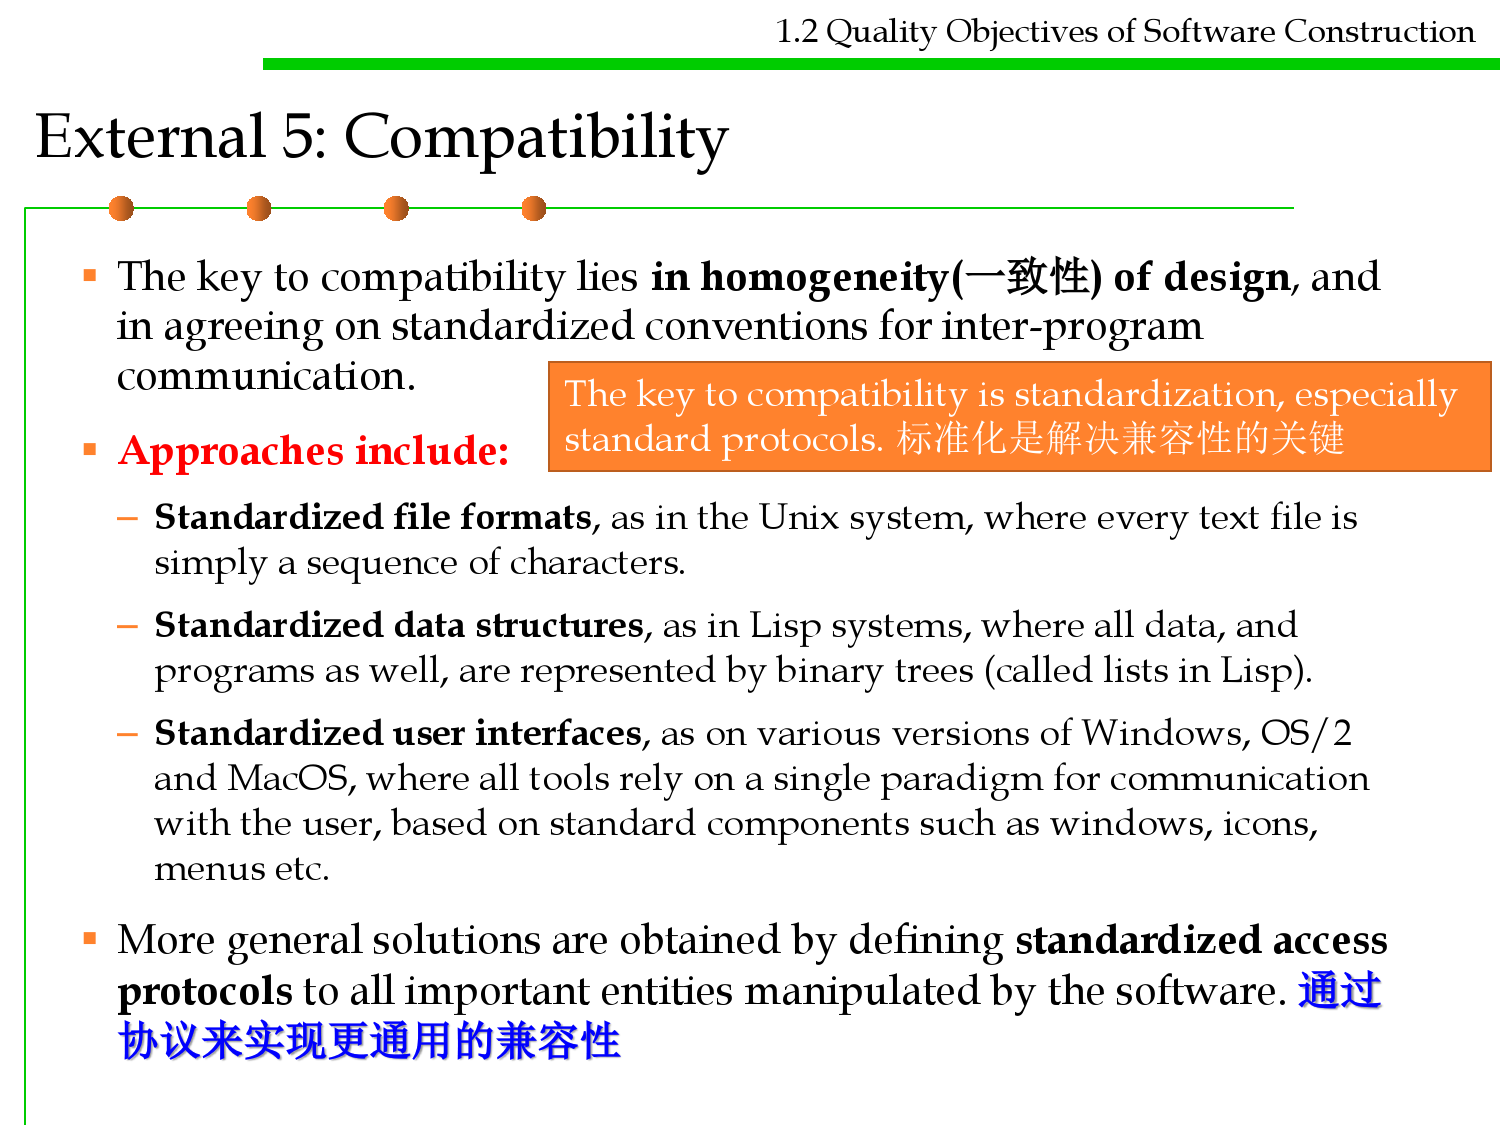 1.2 Quality Objectives of Software Construction
External 5: Compatibility
▪ The key to compatibility lies in homogeneity(一致性) of design, and
in agreeing on standardized conventions for inter-program
communication.
The key to compatibility is standardization, especially
standard protocols. 标准化是解决兼容性的关键
▪ Approaches include:
– Standardized file formats, as in the Unix system, where every text file is
simply a sequence of characters.
– Standardized data structures, as in Lisp systems, where all data, and
programs as well, are represented by binary trees (called lists in Lisp).
– Standardized user interfaces, as on various versions of Windows, OS/2
and MacOS, where all tools rely on a single paradigm for communication
with the user, based on standard components such as windows, icons,
menus etc.
▪ More general solutions are obtained by defining standardized access
protocols to all important entities manipulated by the software. 通过
协议来实现更通用的兼容性